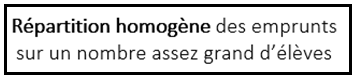 Répartition homogène des emprunts
sur un nombre assez grand d'élèves